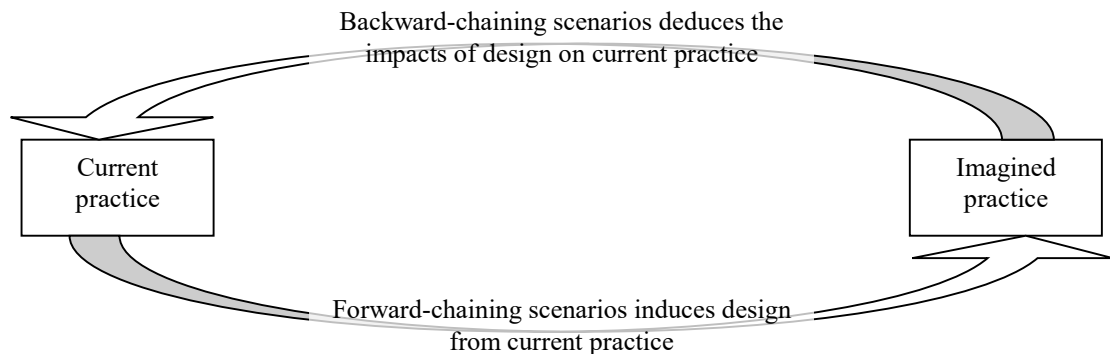 Backward-chaining scenarios deduces the
impacts of design on current practice
Current
practice
Imagined
practice
Forward-chaining scenarios induces design
from current practice